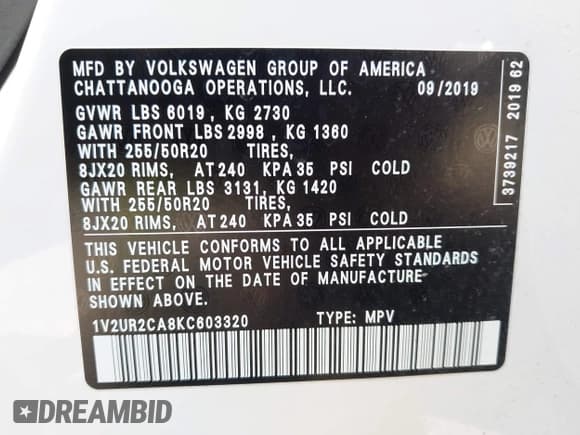 MFD BY VOLKSWAGEN GROUP OF AMERICA
CHATTANOOGA OPERATIONS, LLC. 09/2019
GVWR LBS 6019 , KG 2730
GAWR FRONT LBS 2998 , KG 1360
WITH 255/50R20 TIRES,
8JX20 RIMS, AT 240 KPA 35 PSI COLD
GAWR REAR LBS 3131, KG 1420
WITH 255/50R20 TIRES,
8JX20 RIMS, AT 240 KPA 35 PSI COLD
THIS VEHICLE CONFORMS TO ALL APPLICABLE
U.S. FEDERAL MOTOR VEHICLE SAFETY STANDARDS
IN EFFECT ON THE DATE OF MANUFACTURE
SHOWN ABOVE
1V2UR2CA8KC603320 TYPE: MPV
3739217 2019 62
DREAMBID